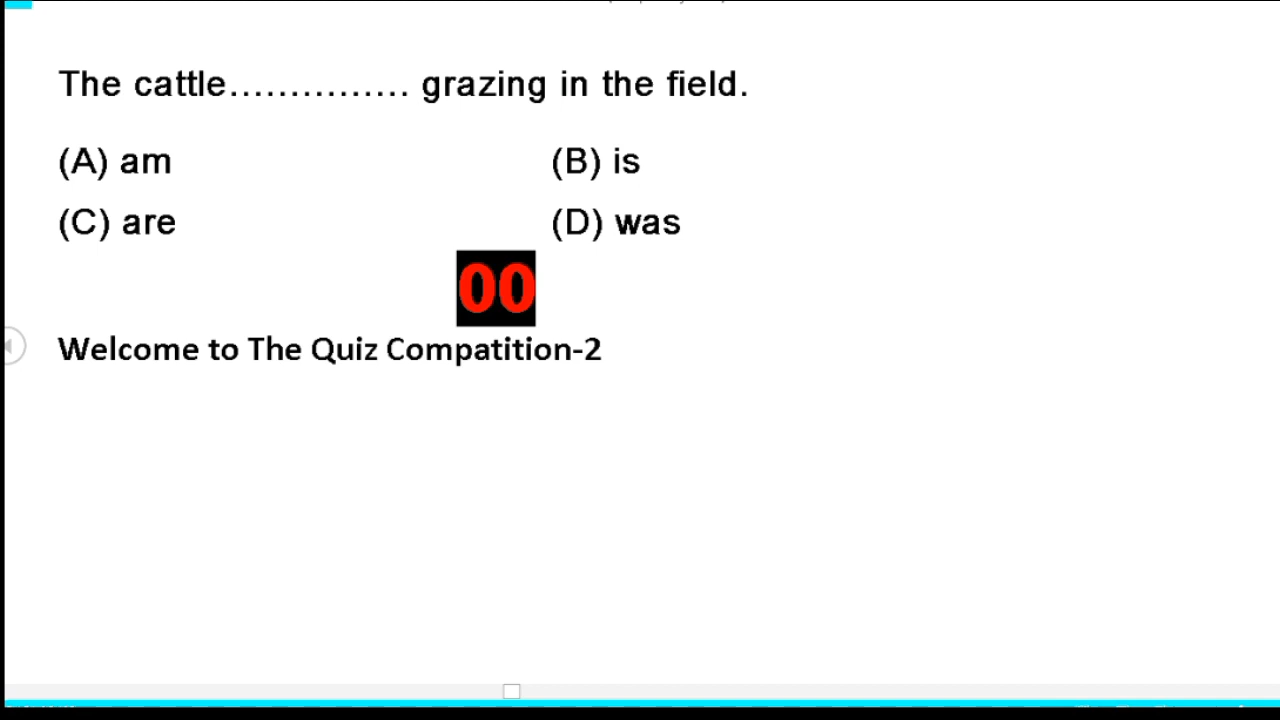 The cattle............... grazing in the field.
(A) am (B) is
(C) are (D) was
00
Welcome to The Quiz Compatition-2